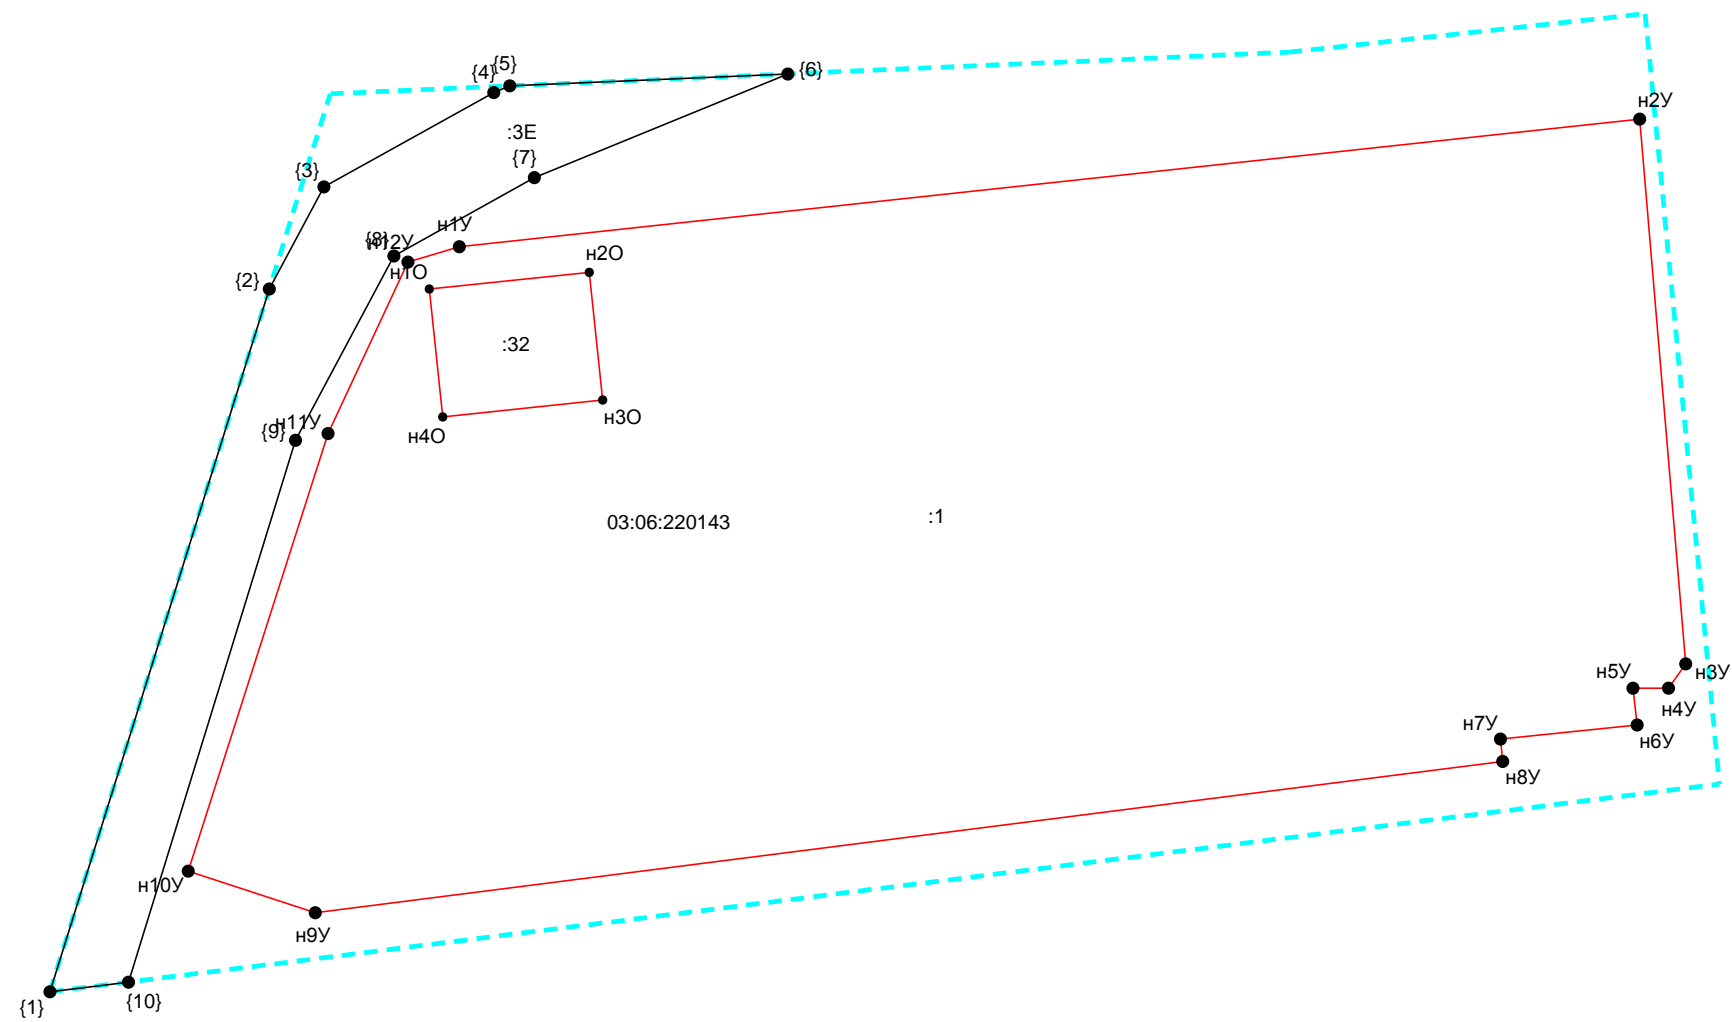 {5}
{4}
{6}
н2У
:3Е
{7}
{3}
н1У
{8}
н12У
н2О
н1О
{2}
:32
н3О
н11У
{9}
н4О
03:06:220143
:1
н3У
н5У
н4У
н7У
н6У
н8У
н10У
н9У
{10}
{1}